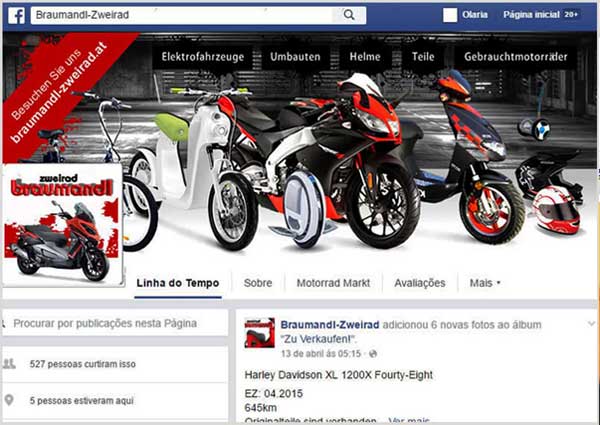 Braumandl-Zweirad
Olaria Página inicial 20+
Besuchen Sie uns
braumandl-zweirad.at
Elektrofahrzeuge Umbauten Helme Teile Gebrauchtmotorräder
zweirad
braumandl
Linha do Tempo Sobre Motorrad Markt Avaliações Mais
Procurar por publicações nesta Página
527 pessoas curtiram isso
5 pessoas estiveram aqui
Braumandl-Zweirad adicionou 6 novas fotos ao álbum
"Zu Verkaufen!".
13 de abril às 05:15 ·
Harley Davidson XL 1200X Fourty-Eight
EZ: 04.2015
645km
Originalteile sind vorhanden... Ver mais